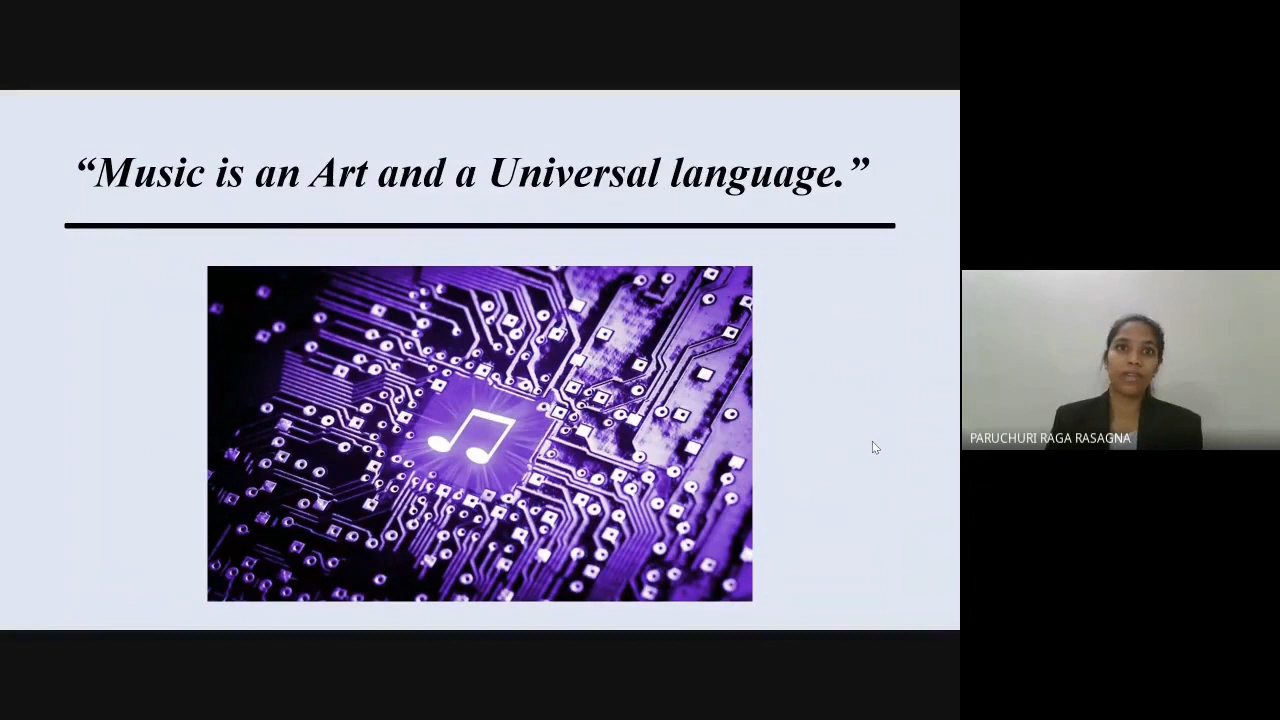 “Music is an Art and a Universal language.”
PARUCHURI RAGA RASAGNA